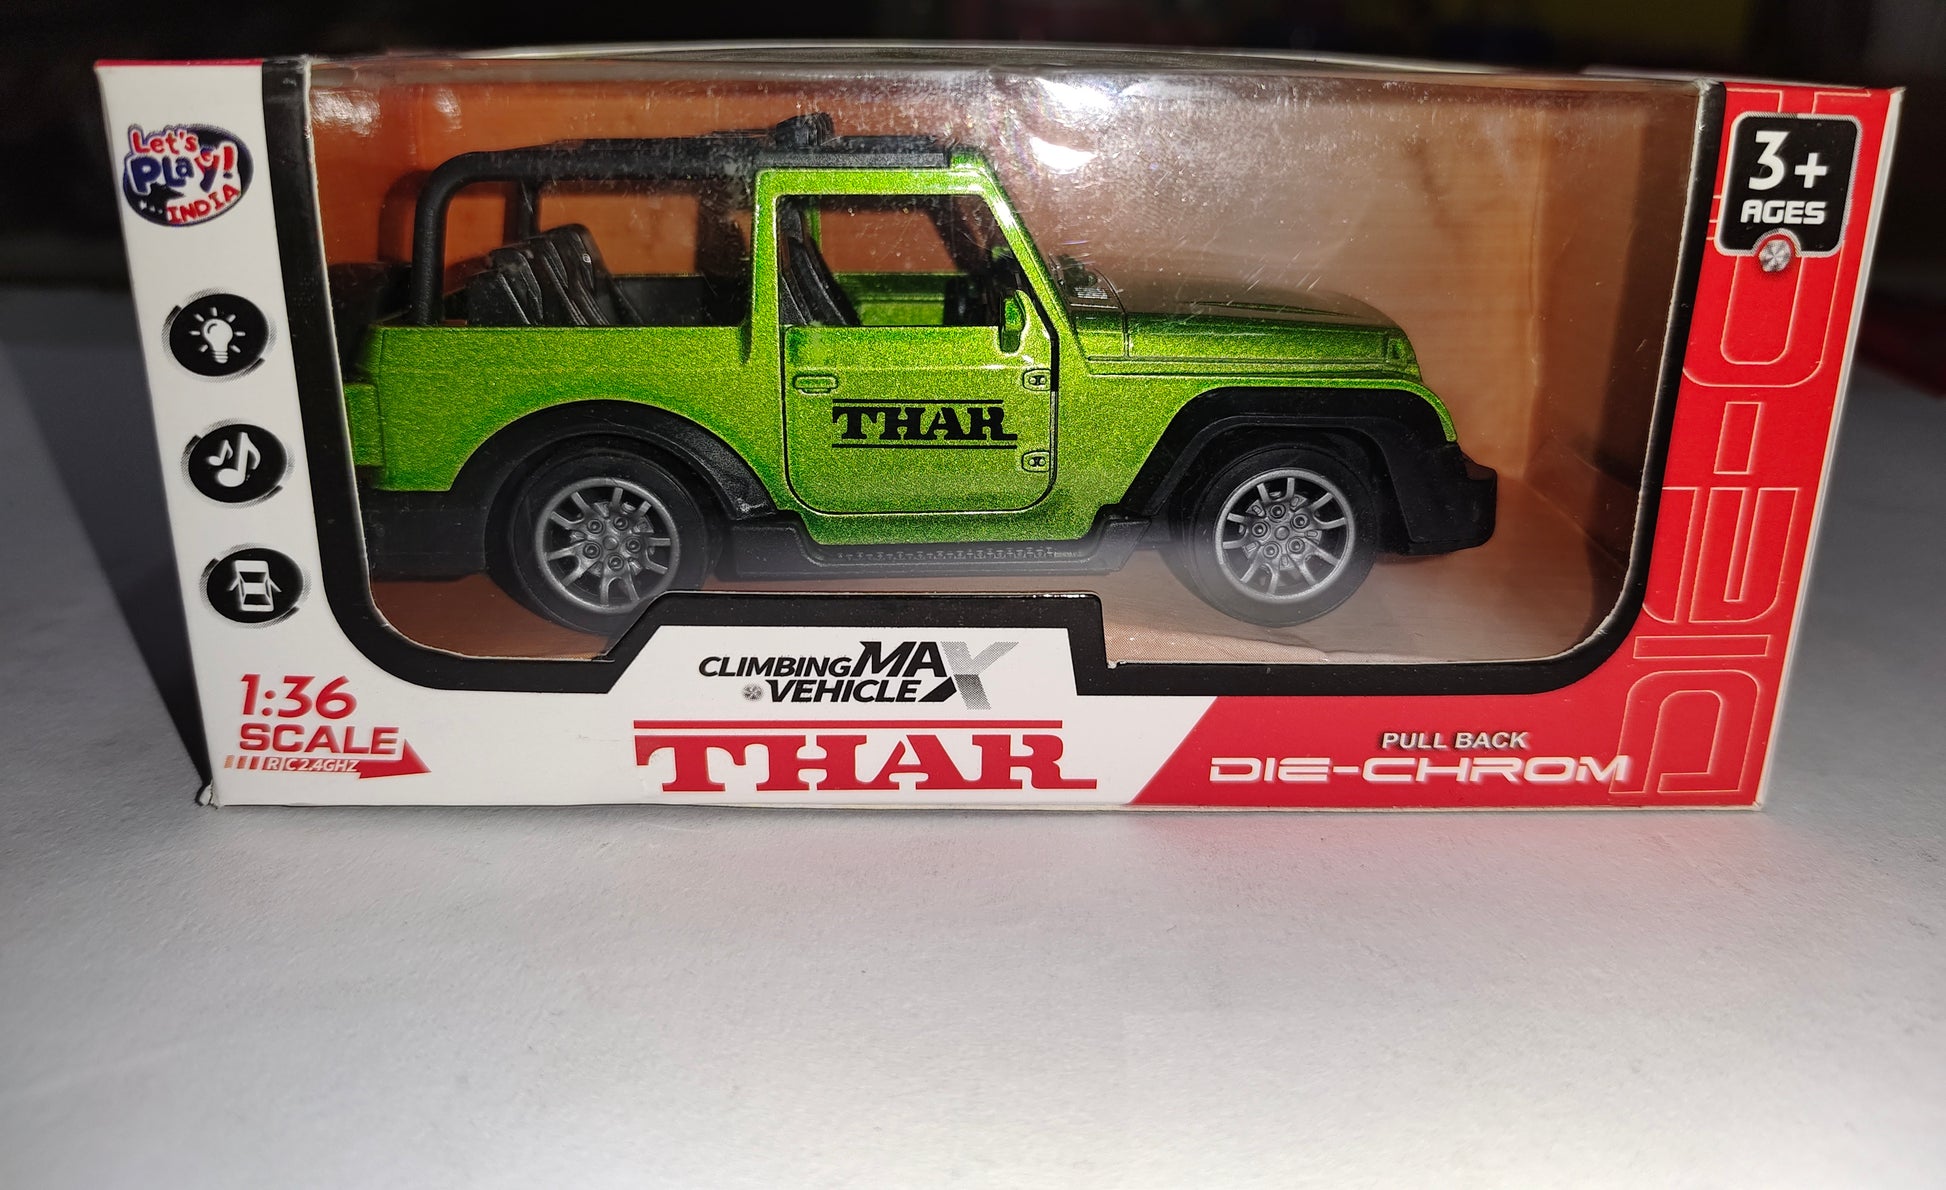 Let's
Play!
INDIA
3+
AGES
THAR
1:36
SCALE
R/C 2.4GHZ
CLIMBING MAX
VEHICLE
THAR
PULL BACK
DIE-CHROM
DIE-C